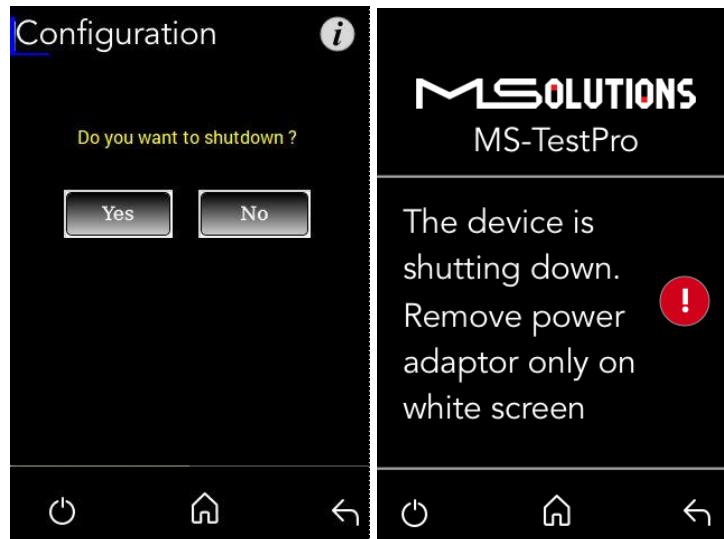 Configuration
i
Do you want to shutdown ?
Yes
No
MSOLUTIONS
MS-TestPro
The device is
shutting down.
Remove power
adaptor only on
white screen
!